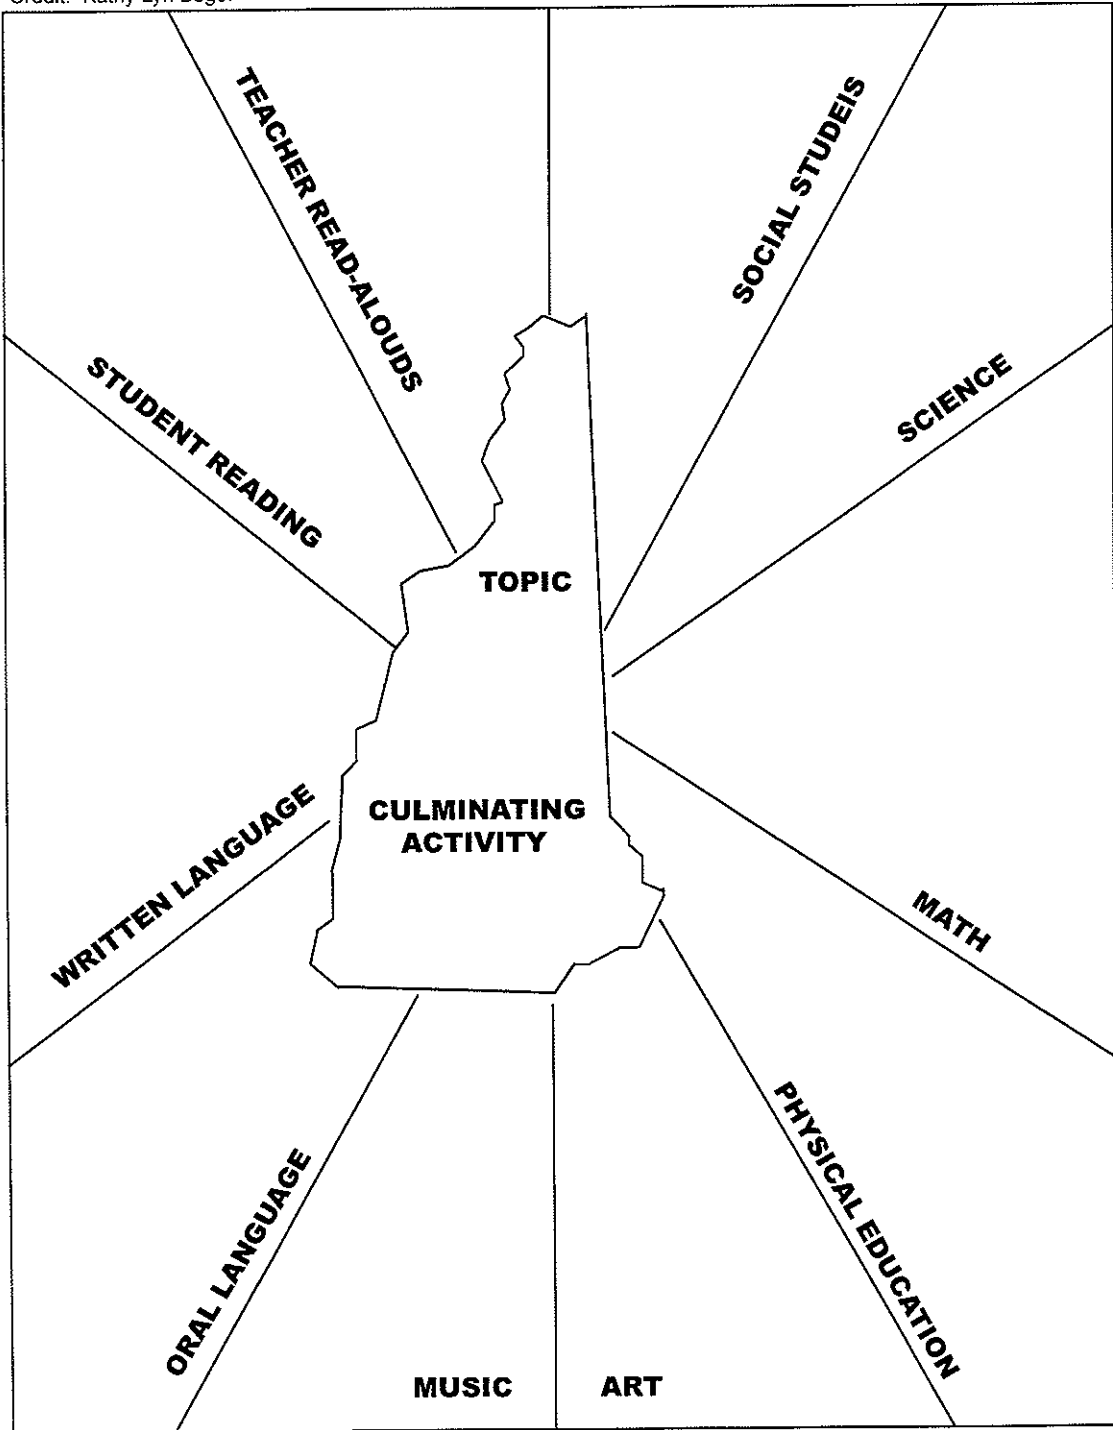 TEACHER READ-ALOUDS
SOCIAL STUDEIS
STUDENT READING
SCIENCE
TOPIC
CULMINATING
ACTIVITY
WRITTEN LANGUAGE
MATH
ORAL LANGUAGE
PHYSICAL EDUCATION
MUSIC
ART